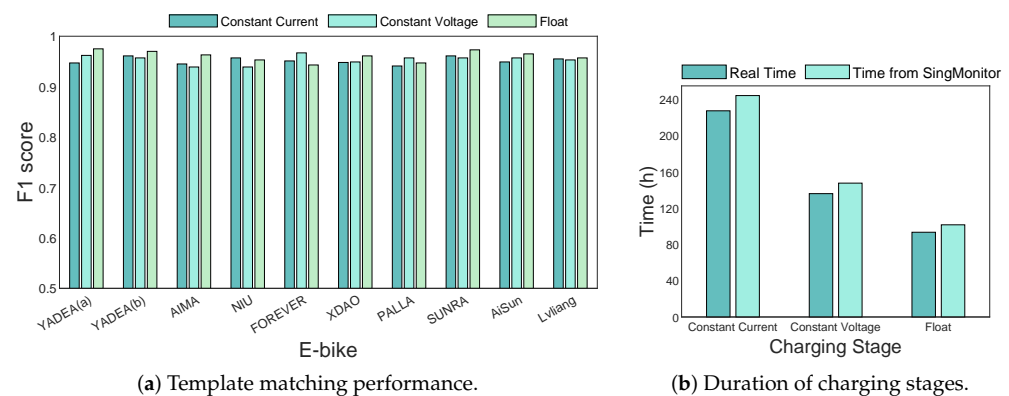 Constant Current Constant Voltage Float
1
0.9
0.8
0.7
0.6
0.5
F1 score
YADEA(a) YADEA(b) AIMA NIU FOREVER XDAO PALLA SUNRA AiSun Lvliang
E-bike
(a) Template matching performance.
Real Time Time from SingMonitor
240
200
160
120
80
40
0
Time (h)
Constant Current Constant Voltage Float
Charging Stage
(b) Duration of charging stages.